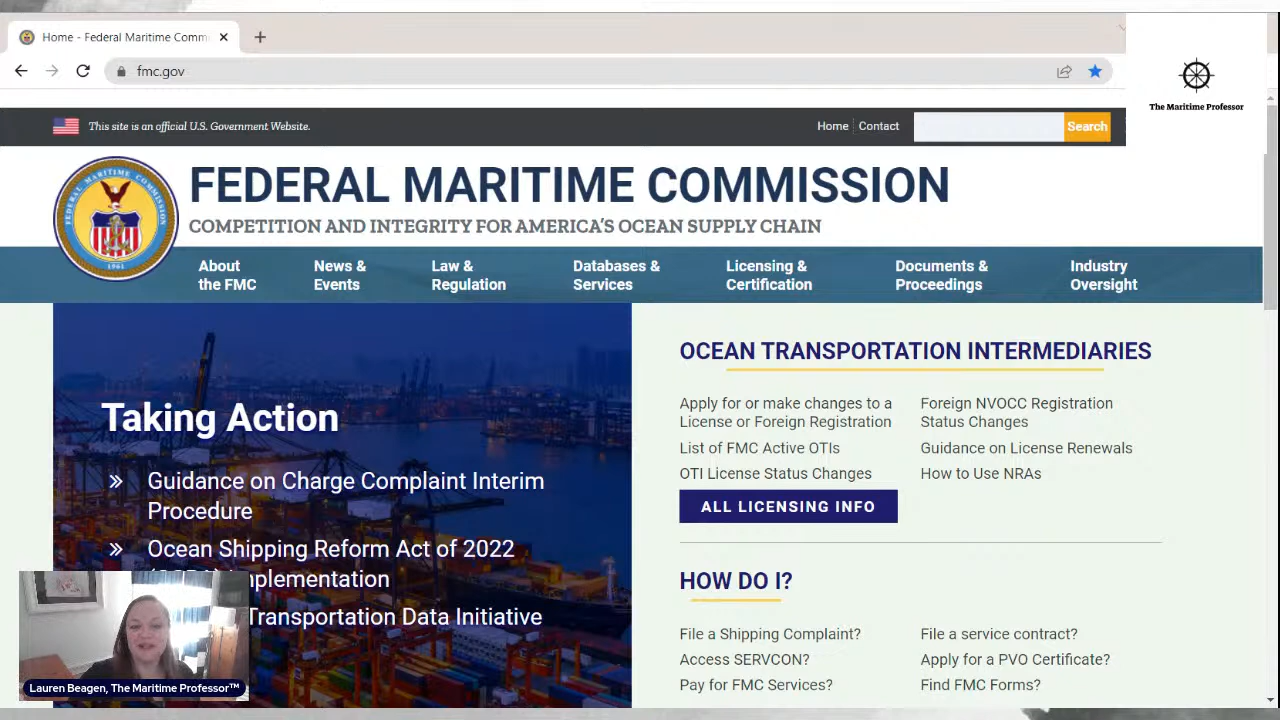 Home - Federal Maritime Comm
fmc.gov
The Maritime Professor
This site is an official U.S. Government Website.
Home
Contact
Search
FEDERAL MARITIME COMMISSION
1961
FEDERAL MARITIME COMMISSION
COMPETITION AND INTEGRITY FOR AMERICA'S OCEAN SUPPLY CHAIN
About
the FMC
News &
Events
Law &
Regulation
Databases &
Services
Licensing &
Certification
Documents &
Proceedings
Industry
Oversight
Taking Action
Guidance on Charge Complaint Interim
Procedure
Ocean Shipping Reform Act of 2022
mplementation
Transportation Data Initiative
OCEAN TRANSPORTATION INTERMEDIARIES
Apply for or make changes to a
License or Foreign Registration
List of FMC Active OTIs
OTI License Status Changes
Foreign NVOCC Registration
Status Changes
Guidance on License Renewals
How to Use NRAs
ALL LICENSING INFO
HOW DO I?
File a Shipping Complaint?
Access SERVCON?
Pay for FMC Services?
File a service contract?
Apply for a PVO Certificate?
Find FMC Forms?
Lauren Beagen, The Maritime Professor™